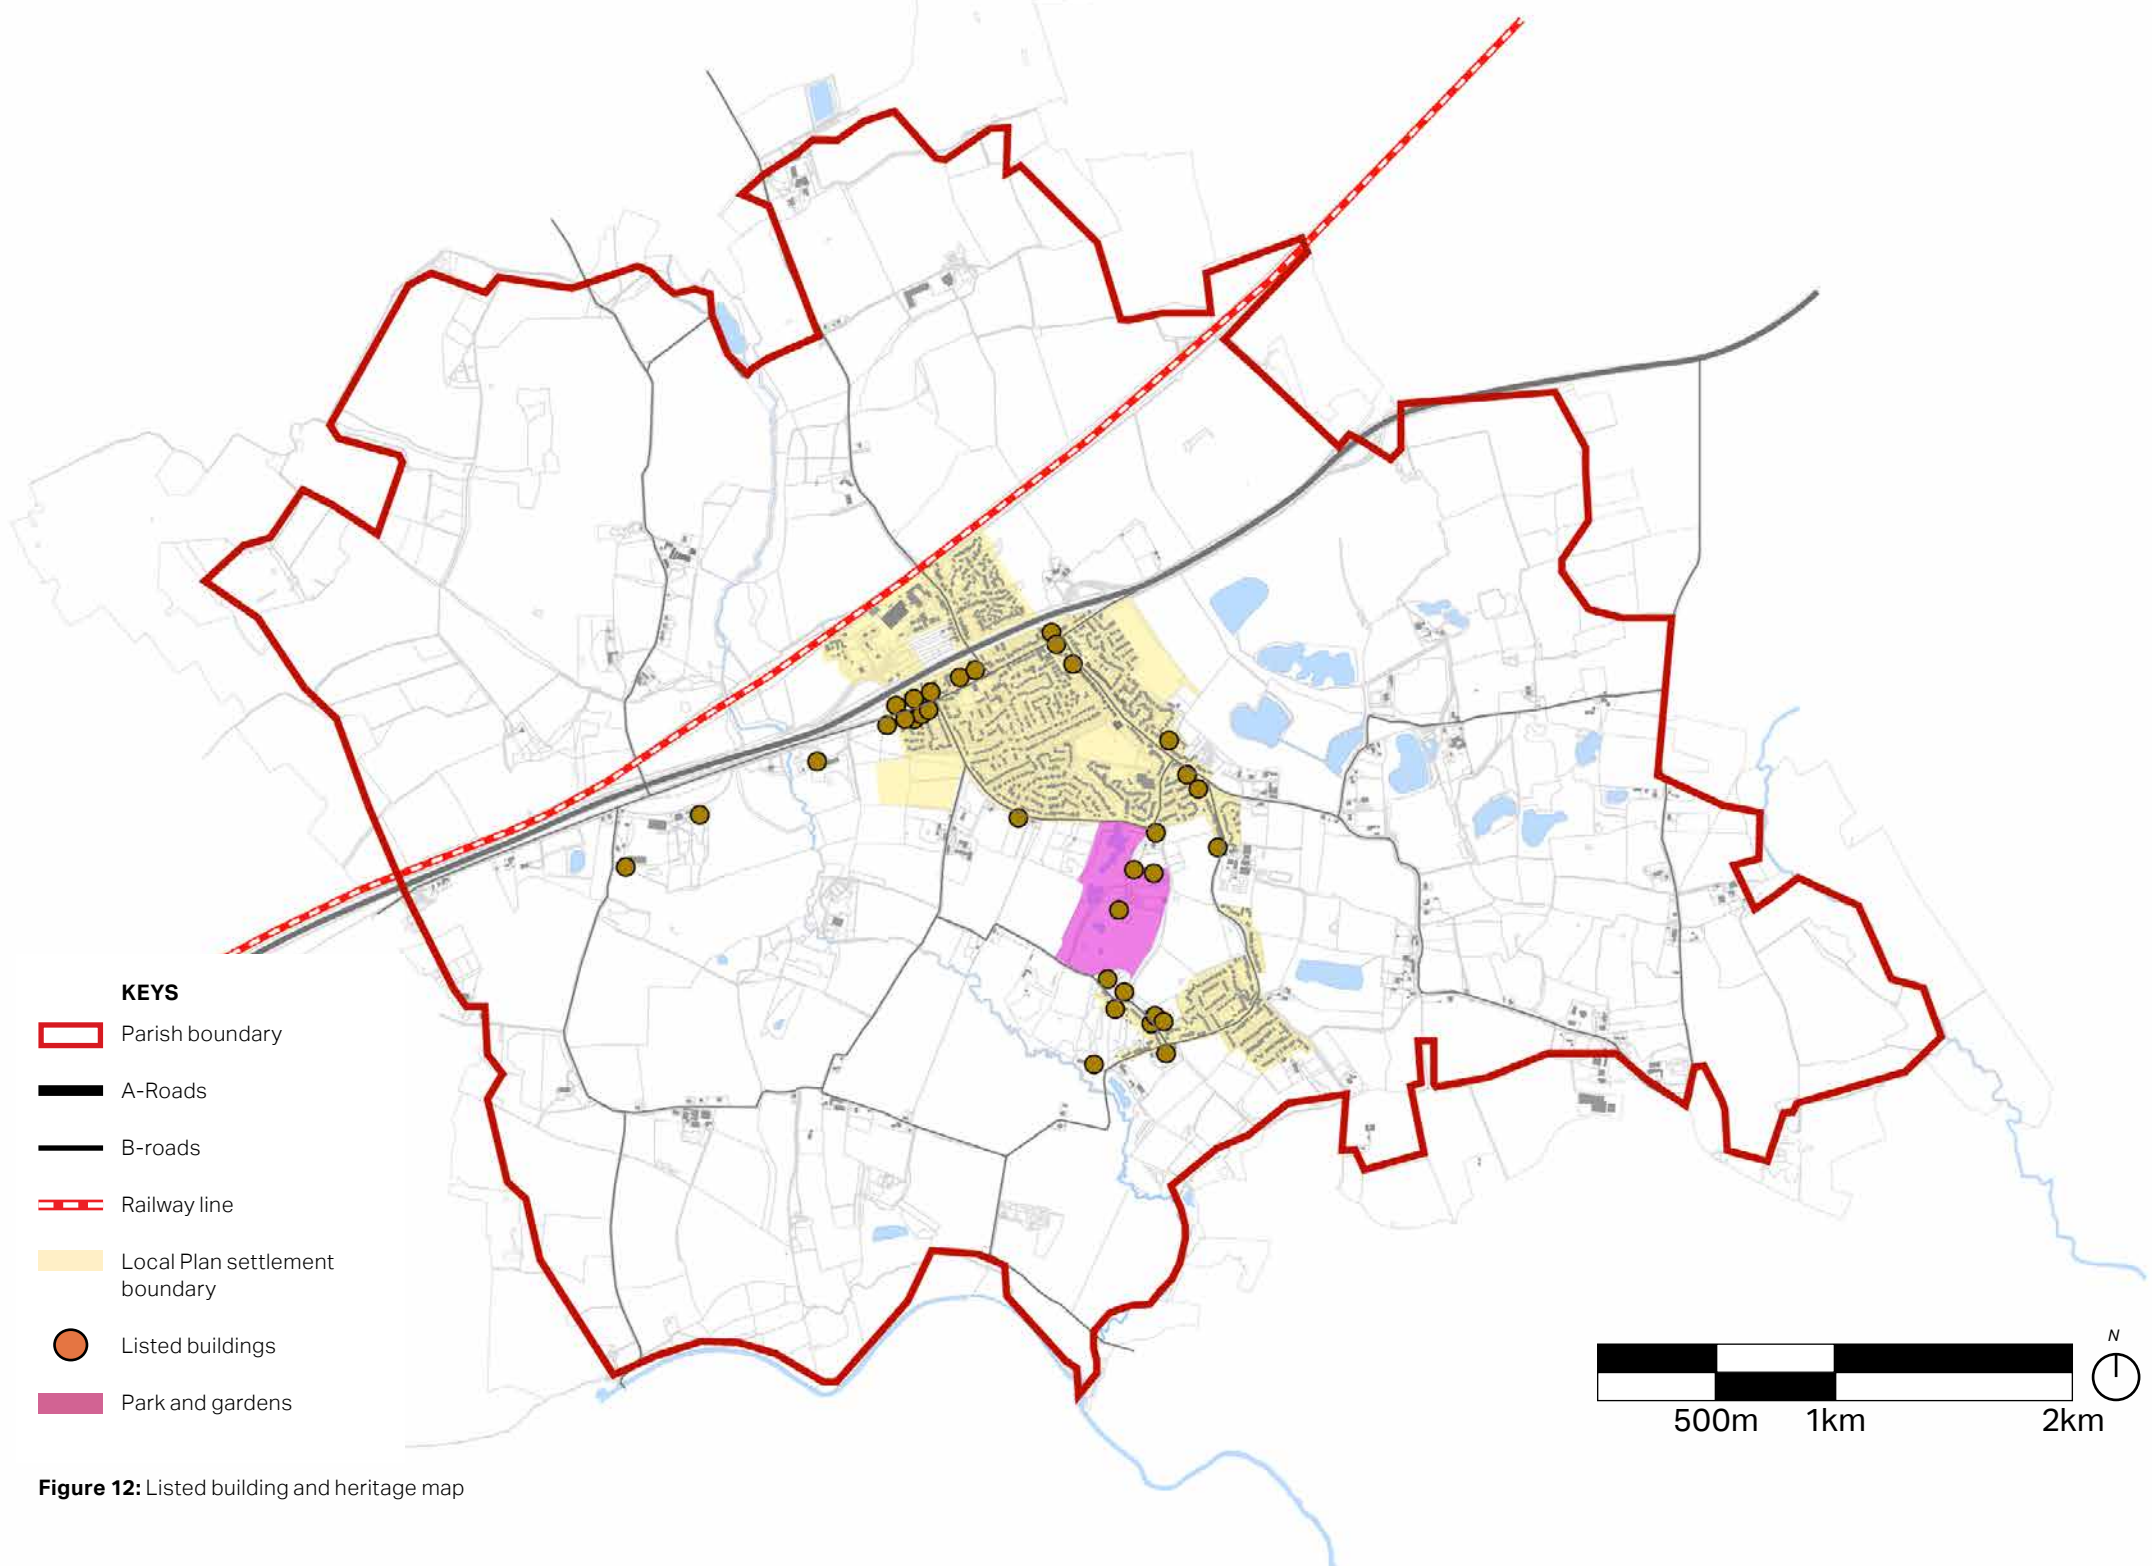 KEYS
Parish boundary
A-Roads
B-roads
Railway line
Local Plan settlement
boundary
Listed buildings
Park and gardens
Figure 12: Listed building and heritage map
N
500m 1km 2km